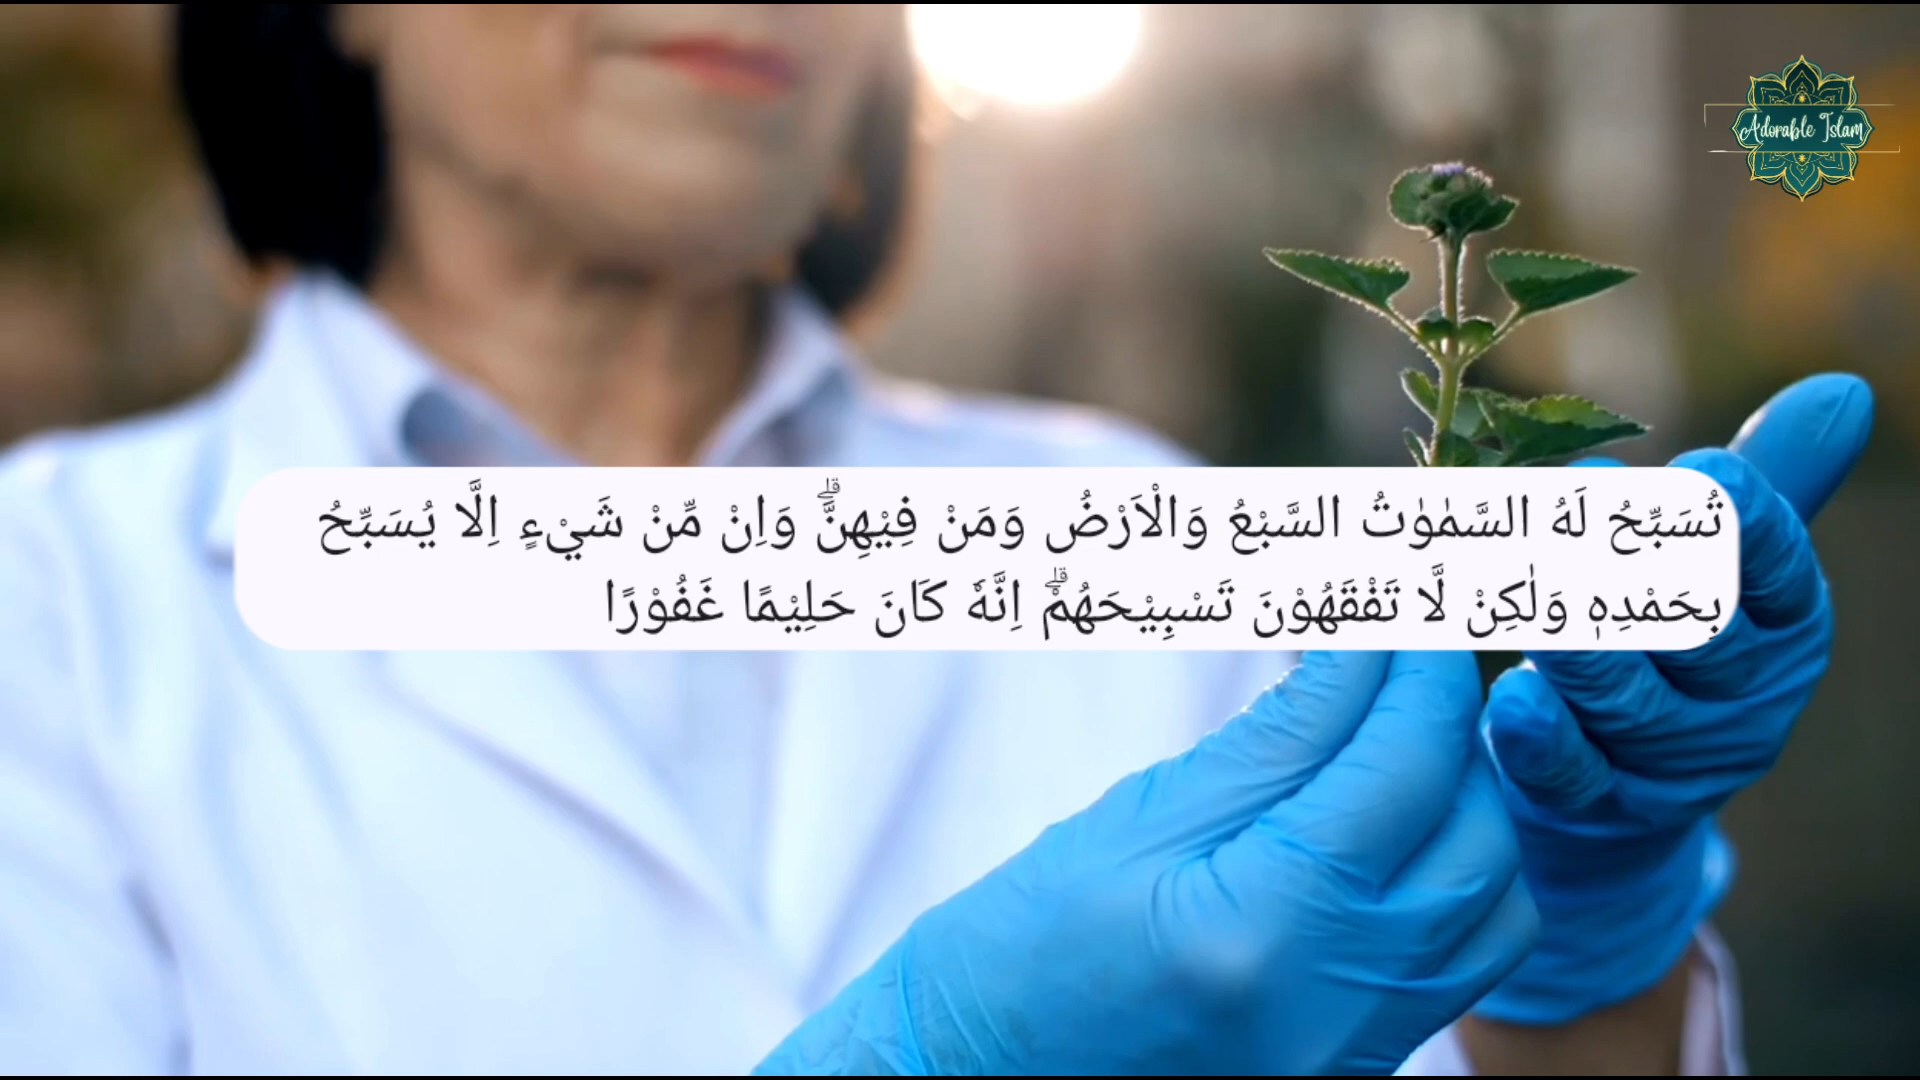 تُسَبِّحُ لَهُ السَّمٰوٰتُ السَّبْعُ وَالْاَرْضُ وَمَنْ فِيْهِنَّۗ وَاِنْ مِّنْ شَيْءٍ اِلَّا يُسَبِّحُ
بِحَمْدِهٖ وَلٰكِنْ لَّا تَفْقَهُوْنَ تَسْبِيْحَهُمْۗ اِنَّهٗ كَانَ حَلِيْمًا غَفُوْرًا
Adorable Islam